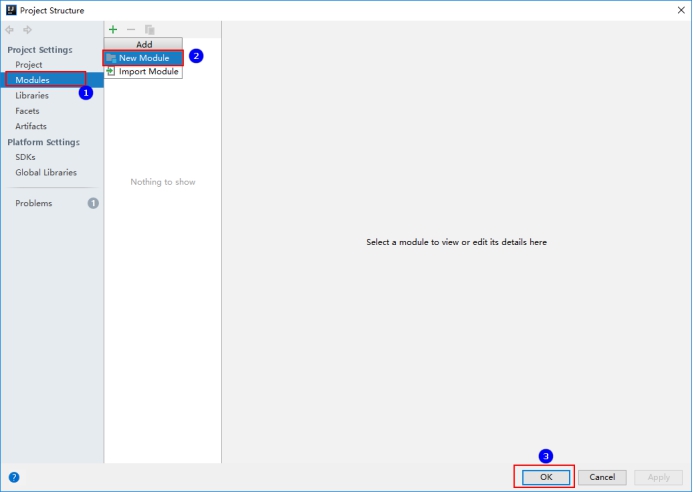 Project Structure
Project Settings
Project
Modules
1
Libraries
Facets
Artifacts
Platform Settings
SDKs
Global Libraries
Problems
1
Add
New Module
2
Import Module
Nothing to show
Select a module to view or edit its details here
3
?
OK
Cancel
Apply